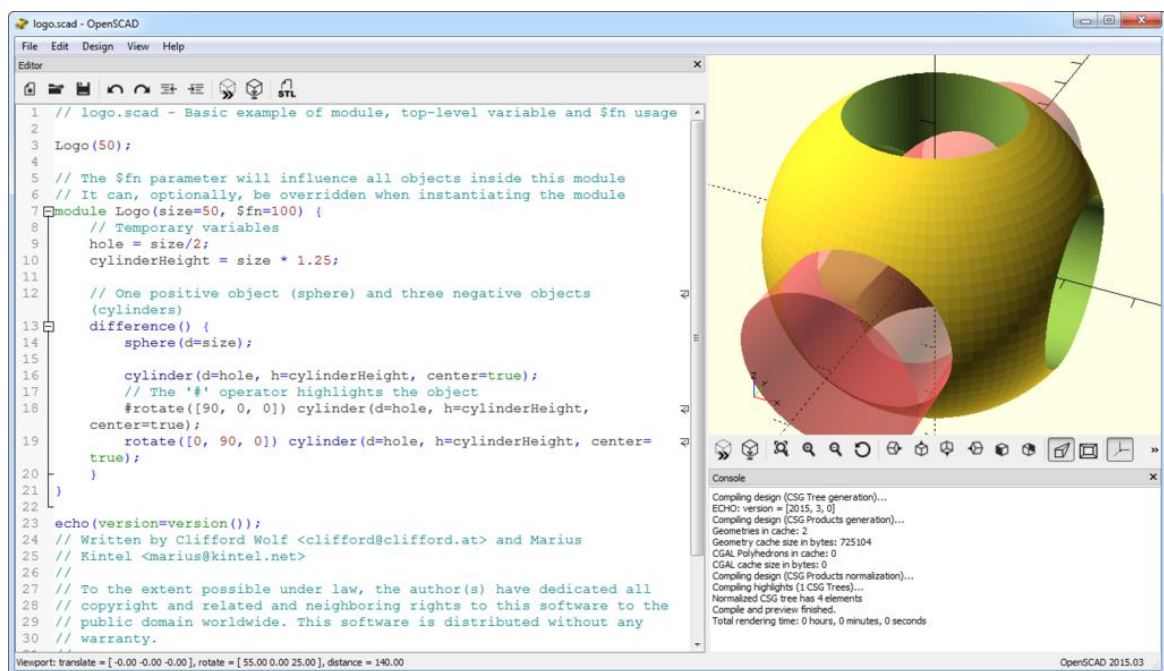 logo.scad - OpenSCAD
File Edit Design View Help
Editor
STL
1 // logo.scad - Basic example of module, top-level variable and $fn usage
2
3 Logo(50);
4
5 // The $fn parameter will influence all objects inside this module
6 // It can, optionally, be overridden when instantiating the module
7 module Logo(size=50, $fn=100) {
8 // Temporary variables
9 hole = size/2;
10 cylinderHeight = size * 1.25;
11
12 // One positive object (sphere) and three negative objects
(cylinders)
13 difference() {
14 sphere(d=size);
15
16 cylinder(d=hole, h=cylinderHeight, center=true);
17 // The '#' operator highlights the object
18 #rotate([90, 0, 0]) cylinder(d=hole, h=cylinderHeight,
center=true);
19 rotate([0, 90, 0]) cylinder(d=hole, h=cylinderHeight, center=
true);
20 }
21 }
22
23 echo(version=version());
24 // Written by Clifford Wolf <clifford@clifford.at> and Marius
25 // Kintel <marius@kintel.net>
26 //
27 // To the extent possible under law, the author(s) have dedicated all
28 // copyright and related and neighboring rights to this software to the
29 // public domain worldwide. This software is distributed without any
30 // warranty.
z
y
x
Console
Compiling design (CSG Tree generation)...
ECHO: version = [2015, 3, 0]
Compiling design (CSG Products generation)...
Geometries in cache: 2
Geometry cache size in bytes: 725104
CGAL Polyhedrons in cache: 0
CGAL cache size in bytes: 0
Compiling design (CSG Products normalization)...
Compiling highlights (1 CSG Trees)...
Normalized CSG tree has 4 elements
Compile and preview finished.
Total rendering time: 0 hours, 0 minutes, 0 seconds
Viewport: translate = [ -0.00 -0.00 -0.00 ], rotate = [ 55.00 0.00 25.00 ], distance = 140.00
OpenSCAD 2015.03